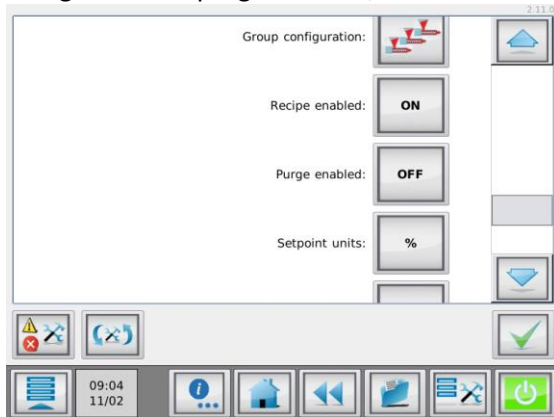 2.11.0
Group configuration:
Recipe enabled: ON
Purge enabled: OFF
Setpoint units: %
09:04
11/02